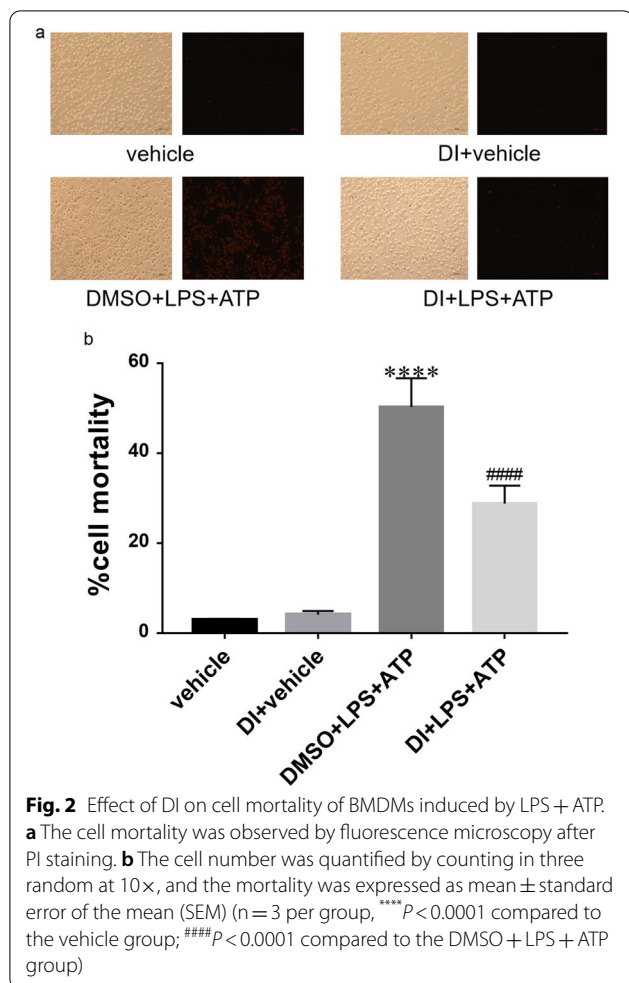 a
vehicle
DI+vehicle
DMSO+LPS+ATP
DI+LPS+ATP
b
%cell mortality
60
40
20
0
****
####
vehicle
DI+vehicle
DMSO+LPS+ATP
DI+LPS+ATP
Fig. 2 Effect of DI on cell mortality of BMDMs induced by LPS + ATP.
a The cell mortality was observed by fluorescence microscopy after
PI staining. b The cell number was quantified by counting in three
random at 10×, and the mortality was expressed as mean ± standard
error of the mean (SEM) (n = 3 per group, ****P < 0.0001 compared to
the vehicle group; ####P < 0.0001 compared to the DMSO + LPS + ATP
group)